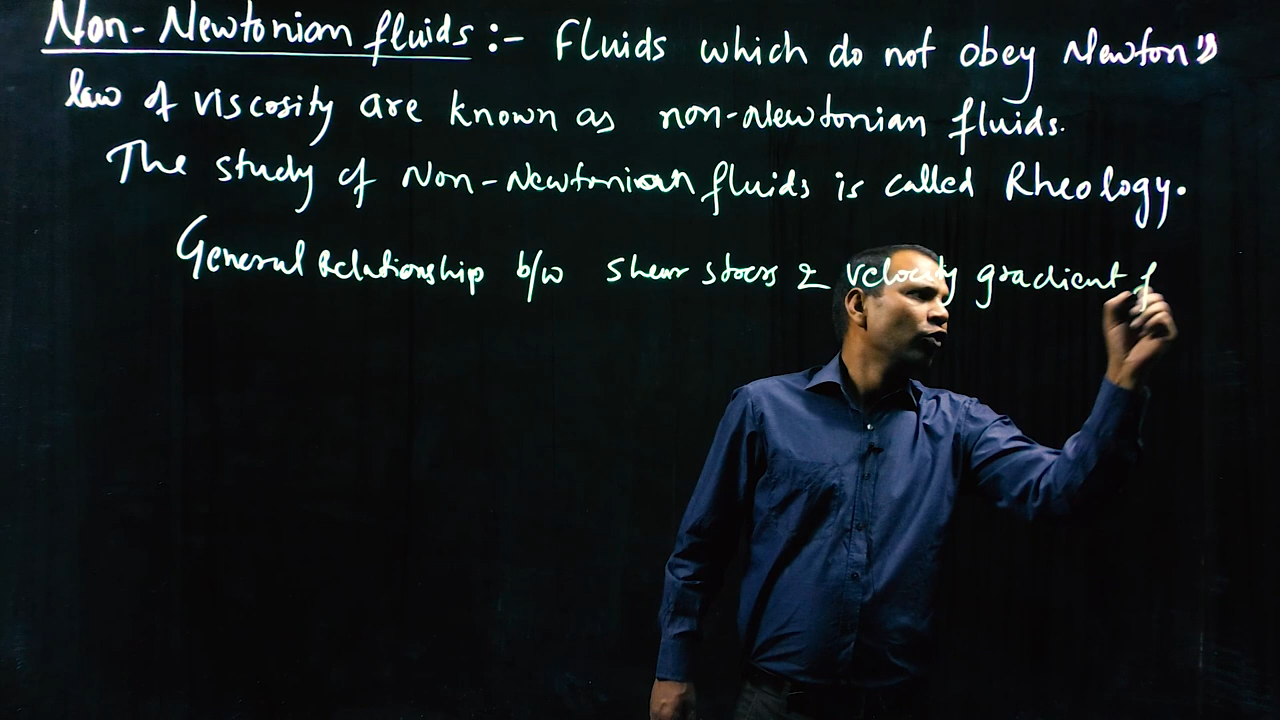 Non-Newtonian fluids :- Fluids which do not obey Newton's
law of viscosity are known as non-Newtonian fluids.
The study of Non-Newtonian fluids is called Rheology.
General Relationship b/w shear stress & velocity gradient f